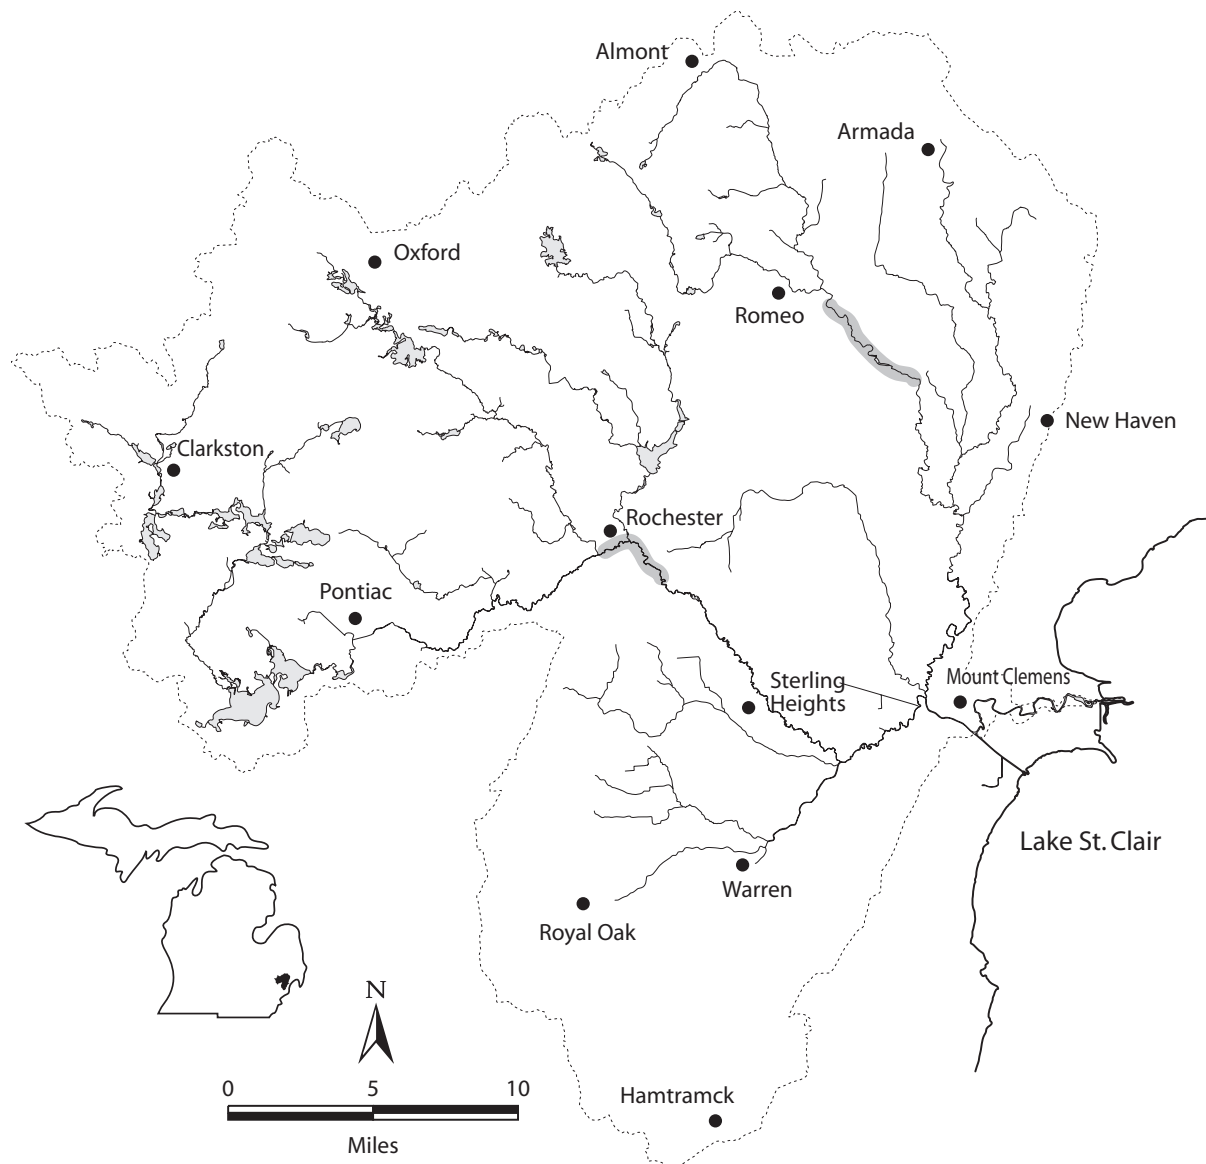 Almont
Armada
Oxford
Romeo
New Haven
Clarkston
Rochester
Pontiac
Mount Clemens
Sterling
Heights
Lake St. Clair
Warren
Royal Oak
N
0 5 10
Miles
Hamtramck